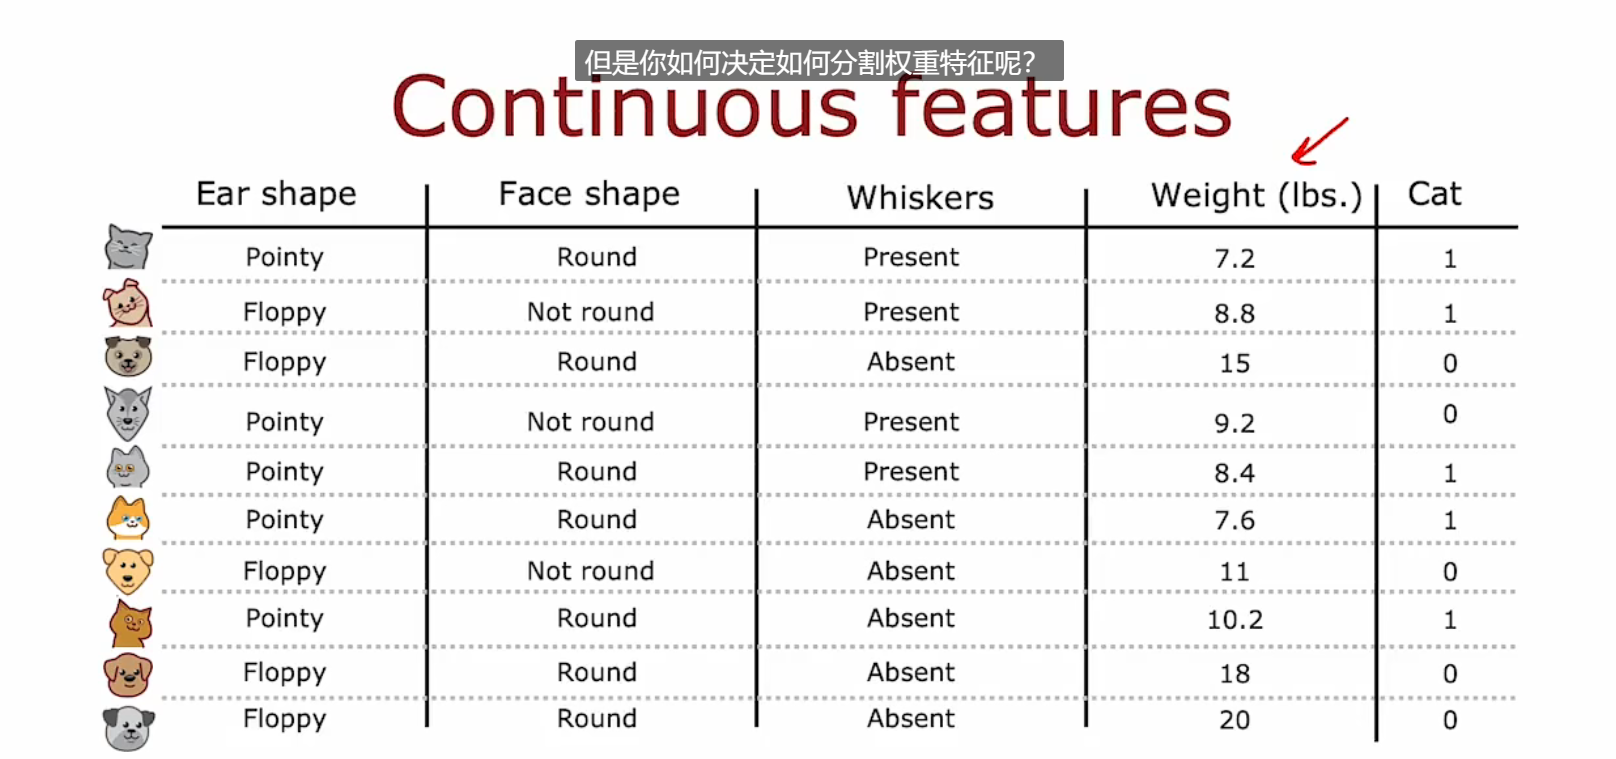 但是你如何决定如何分割权重特征呢？
Continuous features
Ear shape Face shape Whiskers Weight (lbs.) Cat
Pointy Round Present 7.2 1
Floppy Not round Present 8.8 1
Floppy Round Absent 15 0
Pointy Not round Present 9.2 0
Pointy Round Present 8.4 1
Pointy Round Absent 7.6 1
Floppy Not round Absent 11 0
Pointy Round Absent 10.2 1
Floppy Round Absent 18 0
Floppy Round Absent 20 0